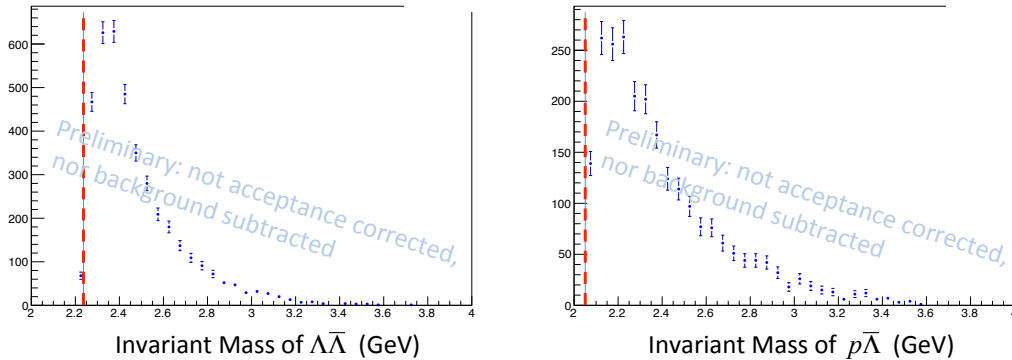 600
500
400
300
200
100
0
2 2.2 2.4 2.6 2.8 3 3.2 3.4 3.6 3.8 4
Preliminary: not acceptance corrected,
nor background subtracted
Invariant Mass of ΛΛ̅ (GeV)
250
200
150
100
50
0
2 2.2 2.4 2.6 2.8 3 3.2 3.4 3.6 3.8 4
Preliminary: not acceptance corrected,
nor background subtracted
Invariant Mass of pΛ̅ (GeV)